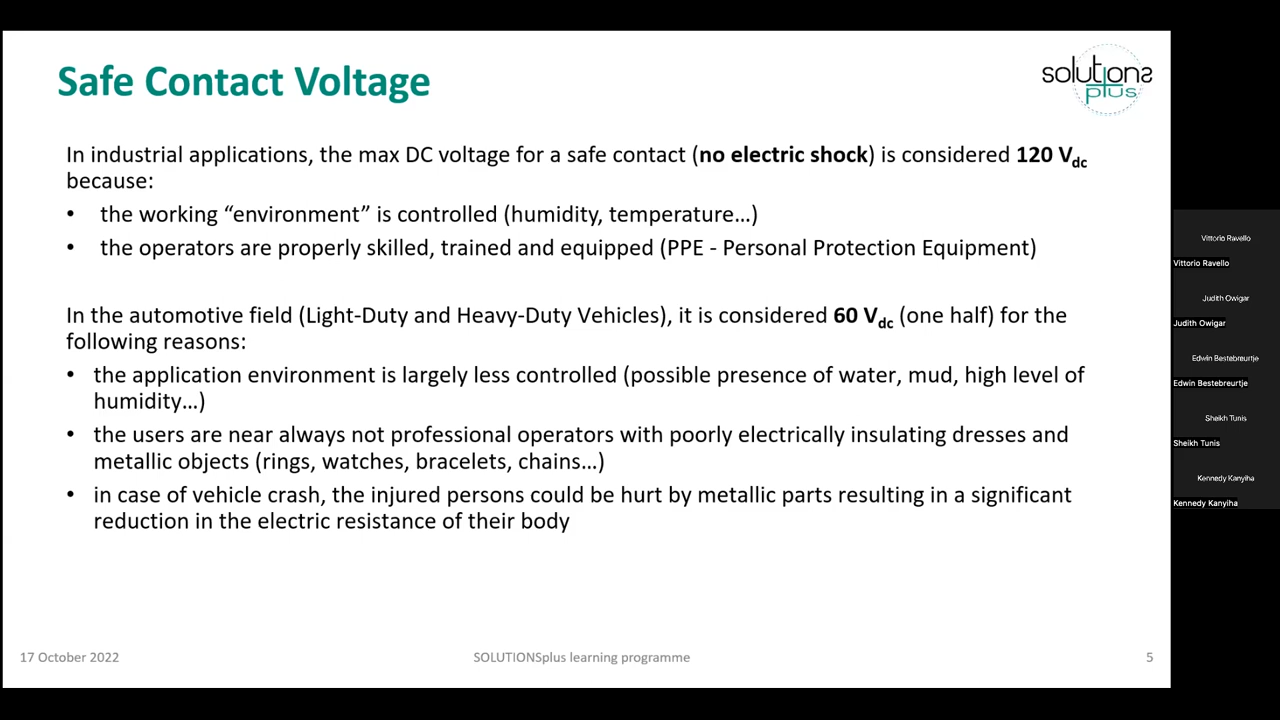 Safe Contact Voltage
solutions
plus
In industrial applications, the max DC voltage for a safe contact (no electric shock) is considered 120 Vdc
because:
• the working “environment” is controlled (humidity, temperature…)
• the operators are properly skilled, trained and equipped (PPE - Personal Protection Equipment)
In the automotive field (Light-Duty and Heavy-Duty Vehicles), it is considered 60 Vdc (one half) for the
following reasons:
• the application environment is largely less controlled (possible presence of water, mud, high level of
humidity…)
• the users are near always not professional operators with poorly electrically insulating dresses and
metallic objects (rings, watches, bracelets, chains…)
• in case of vehicle crash, the injured persons could be hurt by metallic parts resulting in a significant
reduction in the electric resistance of their body
17 October 2022
SOLUTIONSplus learning programme
5
Vittorio Ravello
Vittorio Ravello
Judith Owigar
Judith Owigar
Edwin Bestebreurtje
Edwin Bestebreurtje
Sheikh Tunis
Sheikh Tunis
Kennedy Kanyiha
Kennedy Kanyiha